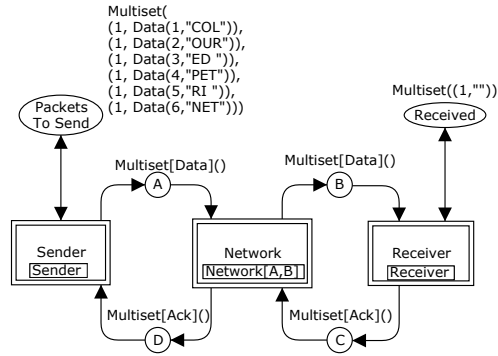 Multiset(
(1, Data(1,"COL")),
(1, Data(2,"OUR")),
(1, Data(3,"ED ")),
(1, Data(4,"PET")),
(1, Data(5,"RI ")),
(1, Data(6,"NET")))
Packets
To Send
Multiset((1,""))
Received
Multiset[Data]()
A
Multiset[Data]()
B
Sender
Sender
Network
Network[A,B]
Receiver
Receiver
Multiset[Ack]()
D
Multiset[Ack]()
C